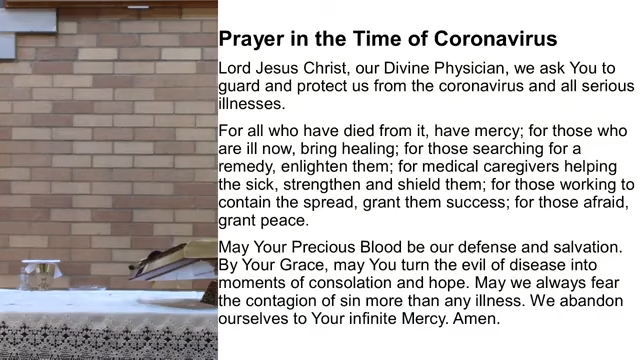 Prayer in the Time of Coronavirus
Lord Jesus Christ, our Divine Physician, we ask You to
guard and protect us from the coronavirus and all serious
illnesses.
For all who have died from it, have mercy; for those who
are ill now, bring healing; for those searching for a
remedy, enlighten them; for medical caregivers helping
the sick, strengthen and shield them; for those working to
contain the spread, grant them success; for those afraid,
grant peace.
May Your Precious Blood be our defense and salvation.
By Your Grace, may You turn the evil of disease into
moments of consolation and hope. May we always fear
the contagion of sin more than any illness. We abandon
ourselves to Your infinite Mercy. Amen.